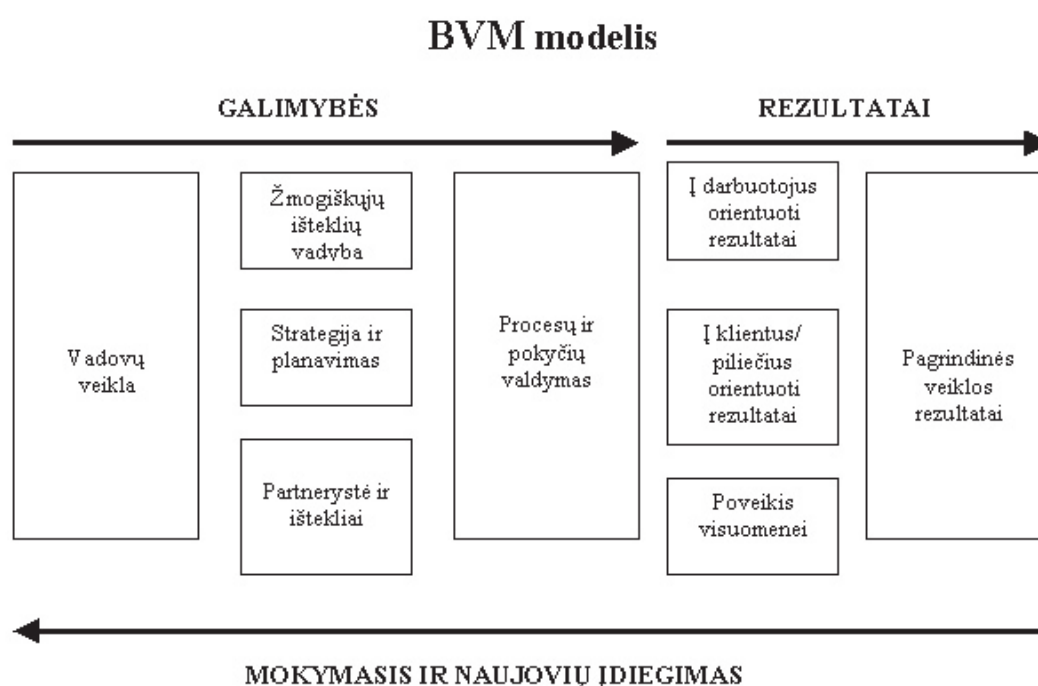 BVM modelis
GALIMYBĖS
REZULTATAI
Vadovų
veikla
Žmogiškųjų
išteklių
vadyba
Strategija ir
planavimas
Partnerystė ir
ištekliai
Procesų ir
pokyčių
valdymas
Į darbuotojus
orientuoti
rezultatai
Į klientus/
piliečius
orientuoti
rezultatai
Poveikis
visuomenei
Pagrindinės
veiklos
rezultatai
MOKYMASIS IR NAUJOVIŲ ĮDIEGIMAS